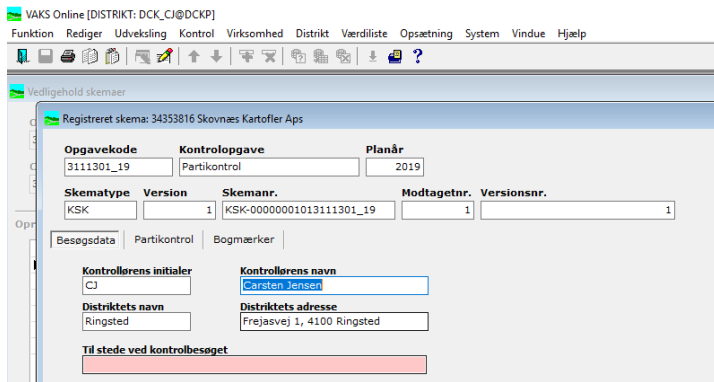 VAKS Online [DISTRIKT: DCK_CJ@DCKP]
Funktion Rediger Udveksling Kontrol Virksomhed Distrikt Værdiliste Opsætning System Vindue Hjælp
Vedligehold skemaer
Registreret skema: 34353816 Skovnæs Kartofler Aps
Opgavekode Kontrolopgave Planår
3111301_19 Partikontrol 2019
Skematype Version Skemanr. Modtagetnr. Versionsnr.
KSK 1 KSK-00000001013111301_19 1 1
Opr
Besøgsdata Partikontrol Bogmærker
Kontrollørens initialer Kontrollørens navn
CJ Carsten Jensen
Distriktets navn Distriktets adresse
Ringsted Frejasvej 1, 4100 Ringsted
Til stede ved kontrolbesøget